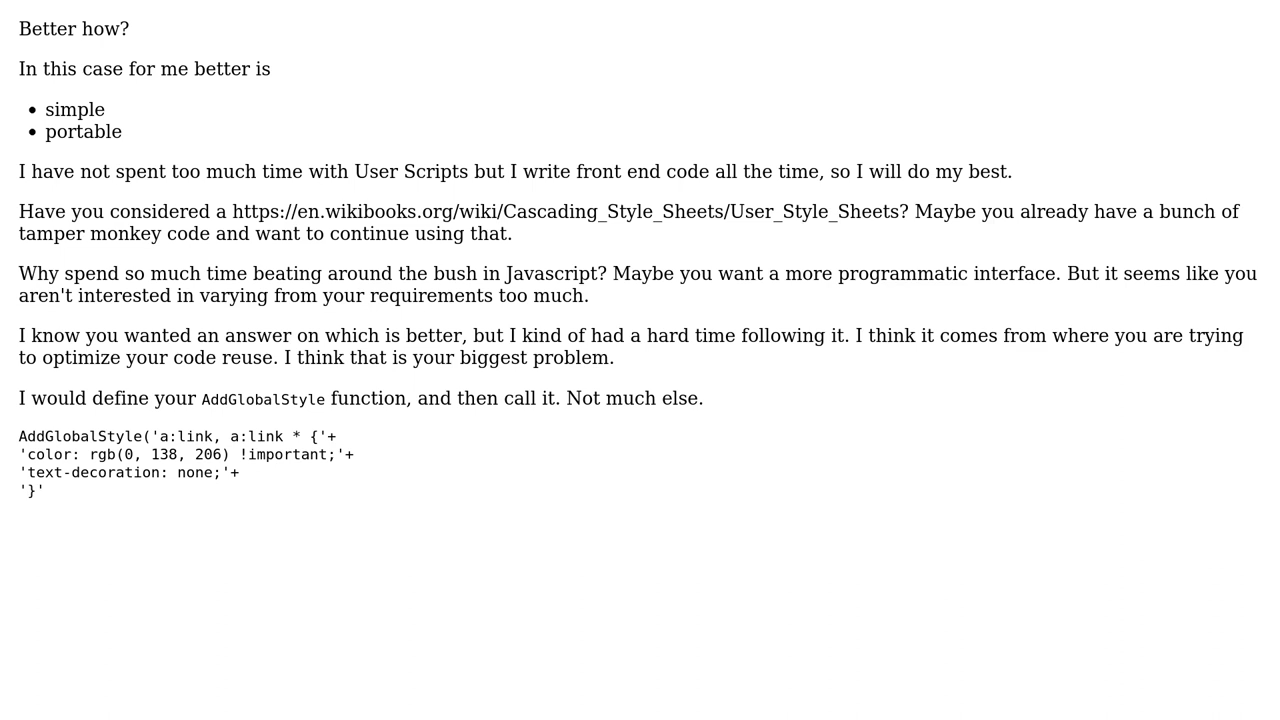 Better how?
In this case for me better is
• simple
• portable
I have not spent too much time with User Scripts but I write front end code all the time, so I will do my best.
Have you considered a https://en.wikibooks.org/wiki/Cascading_Style_Sheets/User_Style_Sheets? Maybe you already have a bunch of
tamper monkey code and want to continue using that.
Why spend so much time beating around the bush in Javascript? Maybe you want a more programmatic interface. But it seems like you
aren't interested in varying from your requirements too much.
I know you wanted an answer on which is better, but I kind of had a hard time following it. I think it comes from where you are trying
to optimize your code reuse. I think that is your biggest problem.
I would define your AddGlobalStyle function, and then call it. Not much else.
AddGlobalStyle('a:link, a:link * {'+
'color: rgb(0, 138, 206) !important;'+
'text-decoration: none;'+
'}'